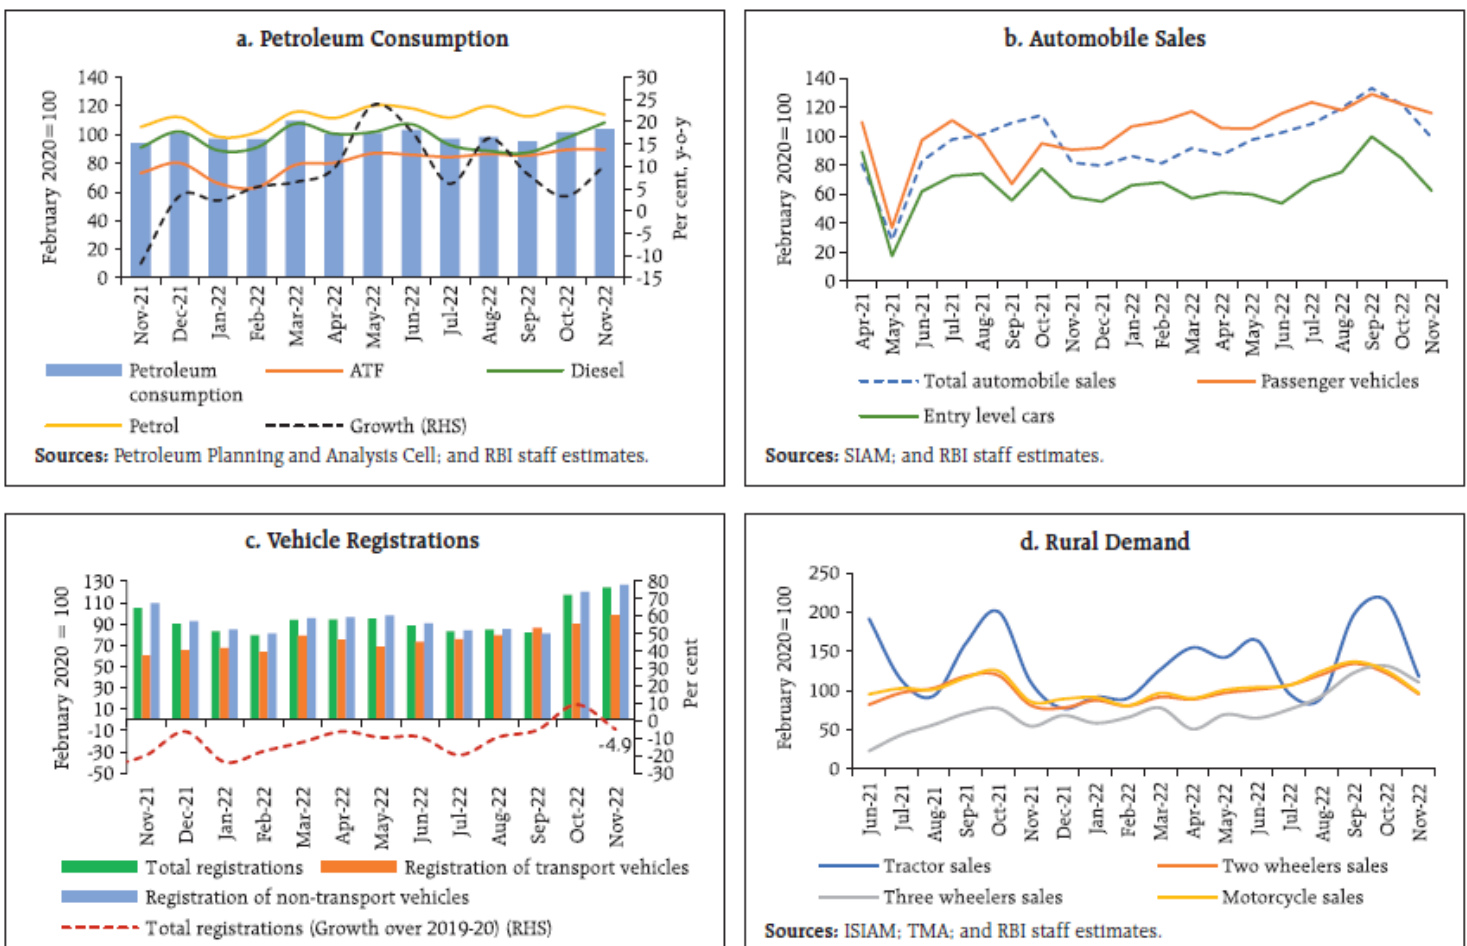 a. Petroleum Consumption
February 2020=100
140
120
100
80
60
40
20
0
30
25
20
15
10
5
0
-5
-10
-15
Per cent, y-o-y
Nov-21
Dec-21
Jan-22
Feb-22
Mar-22
Apr-22
May-22
Jun-22
Jul-22
Aug-22
Sep-22
Oct-22
Nov-22
Petroleum consumption
ATF
Diesel
Petrol
Growth (RHS)
Sources: Petroleum Planning and Analysis Cell; and RBI staff estimates.
b. Automobile Sales
February 2020=100
140
120
100
80
60
40
20
0
Apr-21
May-21
Jun-21
Jul-21
Aug-21
Sep-21
Oct-21
Nov-21
Dec-21
Jan-22
Feb-22
Mar-22
Apr-22
May-22
Jun-22
Jul-22
Aug-22
Sep-22
Oct-22
Nov-22
Total automobile sales
Passenger vehicles
Entry level cars
Sources: SIAM; and RBI staff estimates.
c. Vehicle Registrations
February 2020 = 100
130
110
90
70
50
30
10
-10
-30
-50
80
70
60
50
40
30
20
10
0
-10
-20
-30
Per cent
-4.9
Nov-21
Dec-21
Jan-22
Feb-22
Mar-22
Apr-22
May-22
Jun-22
Jul-22
Aug-22
Sep-22
Oct-22
Nov-22
Total registrations
Registration of transport vehicles
Registration of non-transport vehicles
Total registrations (Growth over 2019-20) (RHS)
d. Rural Demand
February 2020=100
250
200
150
100
50
0
Jun-21
Jul-21
Aug-21
Sep-21
Oct-21
Nov-21
Dec-21
Jan-22
Feb-22
Mar-22
Apr-22
May-22
Jun-22
Jul-22
Aug-22
Sep-22
Oct-22
Nov-22
Tractor sales
Two wheelers sales
Three wheelers sales
Motorcycle sales
Sources: ISIAM; TMA; and RBI staff estimates.